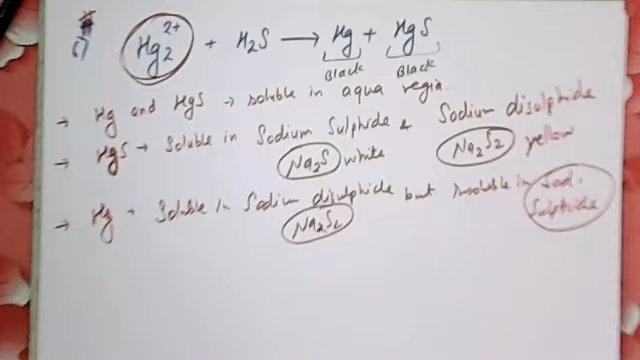 6) Hg2 2+ + H2S ⟶ Hg + HgS
Black Black
→ Hg and HgS → soluble in aqua regia.
→ HgS → Soluble in Sodium Sulphide & Sodium disulphide
Na2S white Na2S2 yellow
→ Hg → Soluble in Sodium disulphide but insoluble in Sod.
Na2S2 Sulphide